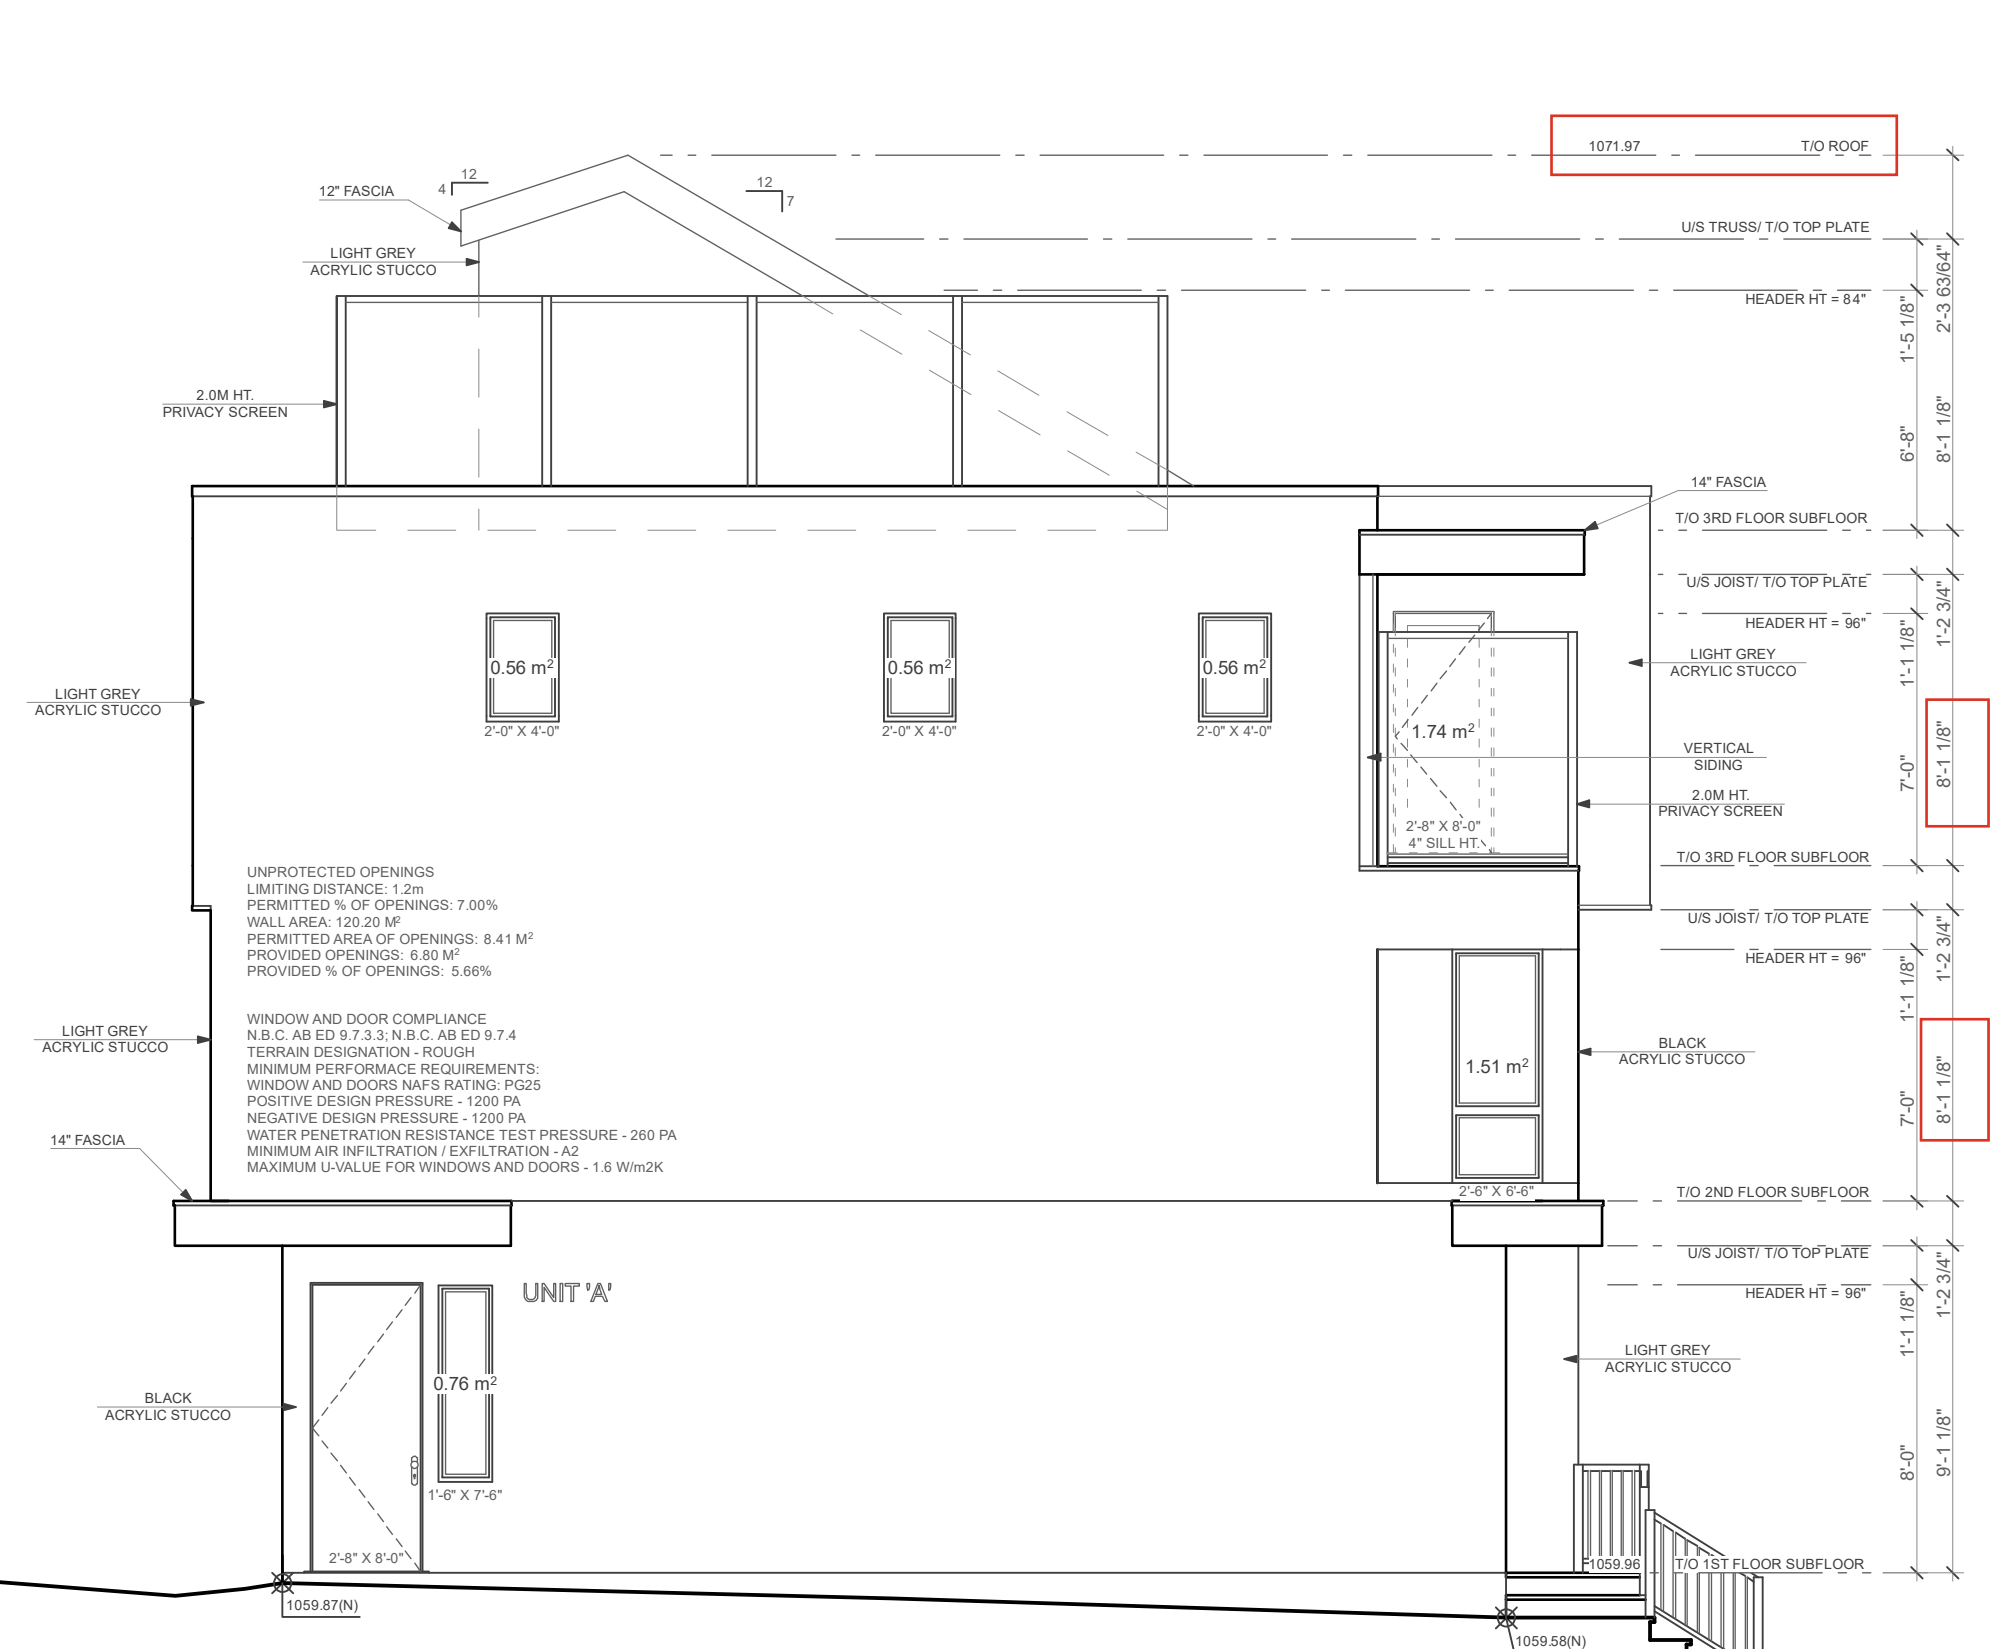 1071.97 T/O ROOF
12
4
12
7
12" FASCIA
LIGHT GREY
ACRYLIC STUCCO
U/S TRUSS/ T/O TOP PLATE
2'-3 63/64"
HEADER HT = 84"
1'-5 1/8"
2.0M HT.
PRIVACY SCREEN
6'-8"
8'-1 1/8"
14" FASCIA
T/O 3RD FLOOR SUBFLOOR
U/S JOIST/ T/O TOP PLATE
1'-2 3/4"
HEADER HT = 96"
1'-1 1/8"
0.56 m²
2'-0" X 4'-0"
0.56 m²
2'-0" X 4'-0"
0.56 m²
2'-0" X 4'-0"
LIGHT GREY
ACRYLIC STUCCO
LIGHT GREY
ACRYLIC STUCCO
1.74 m²
2'-8" X 8'-0"
4" SILL HT.
VERTICAL
SIDING
7'-0"
8'-1 1/8"
2.0M HT.
PRIVACY SCREEN
T/O 3RD FLOOR SUBFLOOR
UNPROTECTED OPENINGS
LIMITING DISTANCE: 1.2m
PERMITTED % OF OPENINGS: 7.00%
WALL AREA: 120.20 M²
PERMITTED AREA OF OPENINGS: 8.41 M²
PROVIDED OPENINGS: 6.80 M²
PROVIDED % OF OPENINGS: 5.66%
U/S JOIST/ T/O TOP PLATE
1'-2 3/4"
HEADER HT = 96"
1'-1 1/8"
WINDOW AND DOOR COMPLIANCE
N.B.C. AB ED 9.7.3.3; N.B.C. AB ED 9.7.4
TERRAIN DESIGNATION - ROUGH
MINIMUM PERFORMACE REQUIREMENTS:
WINDOW AND DOORS NAFS RATING: PG25
POSITIVE DESIGN PRESSURE - 1200 PA
NEGATIVE DESIGN PRESSURE - 1200 PA
WATER PENETRATION RESISTANCE TEST PRESSURE - 260 PA
MINIMUM AIR INFILTRATION / EXFILTRATION - A2
MAXIMUM U-VALUE FOR WINDOWS AND DOORS - 1.6 W/m2K
LIGHT GREY
ACRYLIC STUCCO
BLACK
ACRYLIC STUCCO
1.51 m²
2'-6" X 6'-6"
7'-0"
8'-1 1/8"
14" FASCIA
T/O 2ND FLOOR SUBFLOOR
U/S JOIST/ T/O TOP PLATE
1'-2 3/4"
HEADER HT = 96"
1'-1 1/8"
UNIT 'A'
0.76 m²
1'-6" X 7'-6"
LIGHT GREY
ACRYLIC STUCCO
BLACK
ACRYLIC STUCCO
8'-0"
9'-1 1/8"
2'-8" X 8'-0"
1059.96 T/O 1ST FLOOR SUBFLOOR
1059.87(N)
1059.58(N)